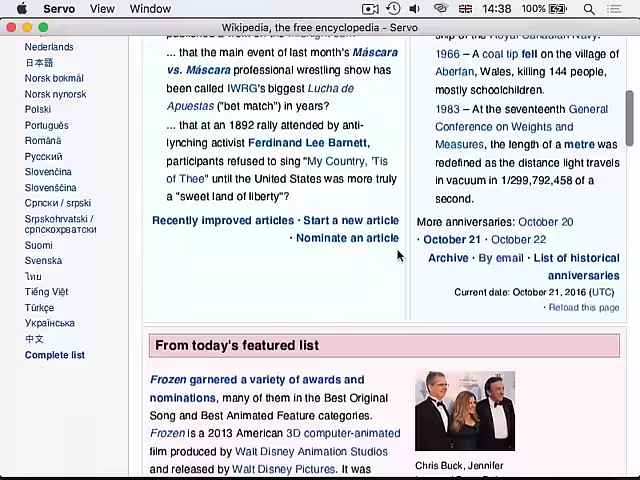 Servo View Window 14:38 100%
Wikipedia, the free encyclopedia - Servo
Nederlands
日本語
Norsk bokmål
Norsk nynorsk
Polski
Português
Română
Русский
Slovenčina
Slovenščina
Српски / srpski
Srpskohrvatski /
српскохрватски
Suomi
Svenska
ไทย
Tiếng Việt
Türkçe
Українська
中文
Complete list
... that the main event of last month's Máscara
vs. Máscara professional wrestling show has
been called IWRG's biggest Lucha de
Apuestas ("bet match") in years?
... that at an 1892 rally attended by anti-
lynching activist Ferdinand Lee Barnett,
participants refused to sing "My Country, 'Tis
of Thee" until the United States was more truly
a "sweet land of liberty"?
Recently improved articles · Start a new article
· Nominate an article
ship of the Royal Canadian Navy.
1966 – A coal tip fell on the village of
Aberfan, Wales, killing 144 people,
mostly schoolchildren.
1983 – At the seventeenth General
Conference on Weights and
Measures, the length of a metre was
redefined as the distance light travels
in vacuum in 1/299,792,458 of a
second.
More anniversaries: October 20
· October 21 · October 22
Archive · By email · List of historical
anniversaries
Current date: October 21, 2016 (UTC)
· Reload this page
From today's featured list
Frozen garnered a variety of awards and
nominations, many of them in the Best Original
Song and Best Animated Feature categories.
Frozen is a 2013 American 3D computer-animated
film produced by Walt Disney Animation Studios
and released by Walt Disney Pictures. It was
Chris Buck, Jennifer